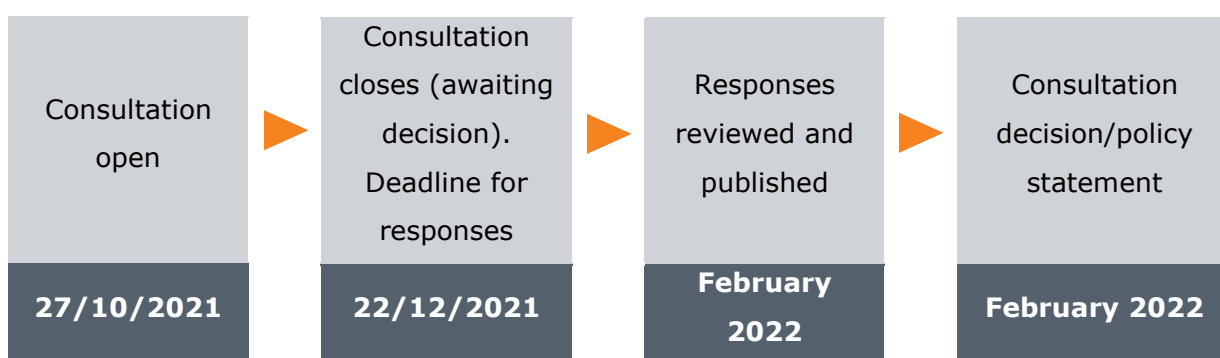 Consultation
open
27/10/2021
Consultation
closes (awaiting
decision).
Deadline for
responses
22/12/2021
Responses
reviewed and
published
February
2022
Consultation
decision/policy
statement
February 2022